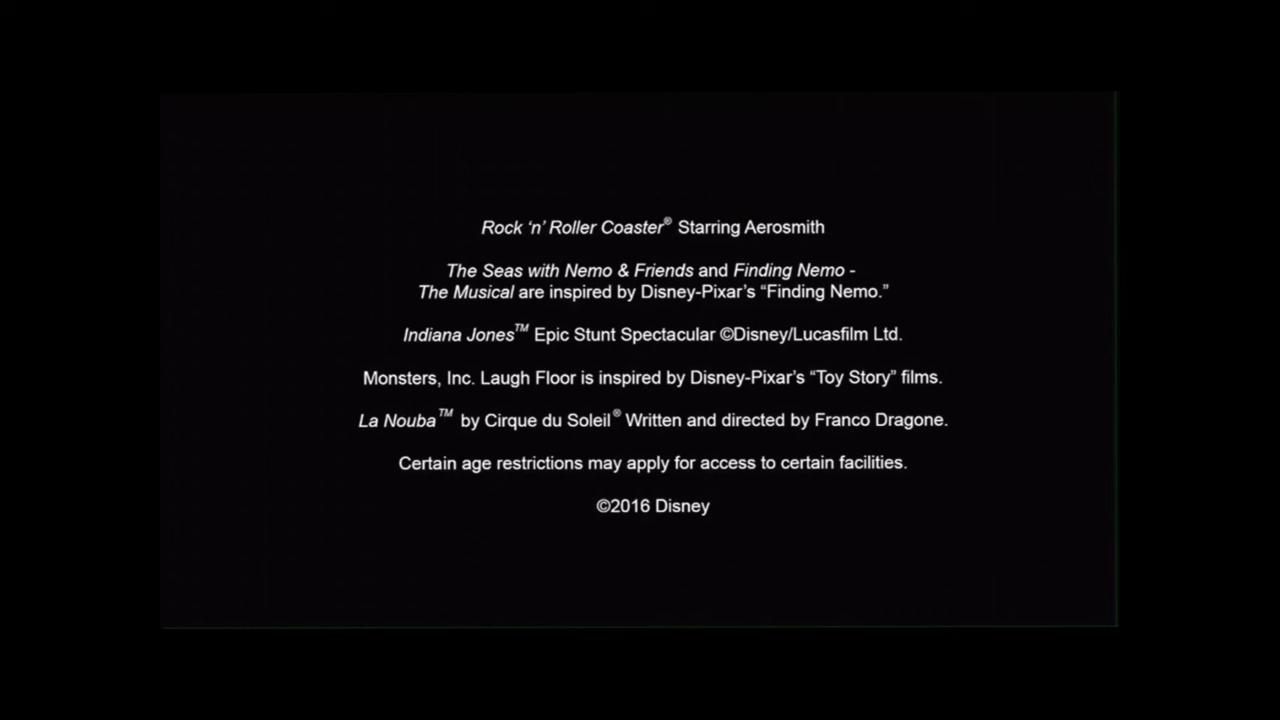 Rock ‘n’ Roller Coaster® Starring Aerosmith
The Seas with Nemo & Friends and Finding Nemo -
The Musical are inspired by Disney-Pixar’s “Finding Nemo.”
Indiana Jones™ Epic Stunt Spectacular ©Disney/Lucasfilm Ltd.
Monsters, Inc. Laugh Floor is inspired by Disney-Pixar’s “Toy Story” films.
La Nouba™ by Cirque du Soleil® Written and directed by Franco Dragone.
Certain age restrictions may apply for access to certain facilities.
©2016 Disney